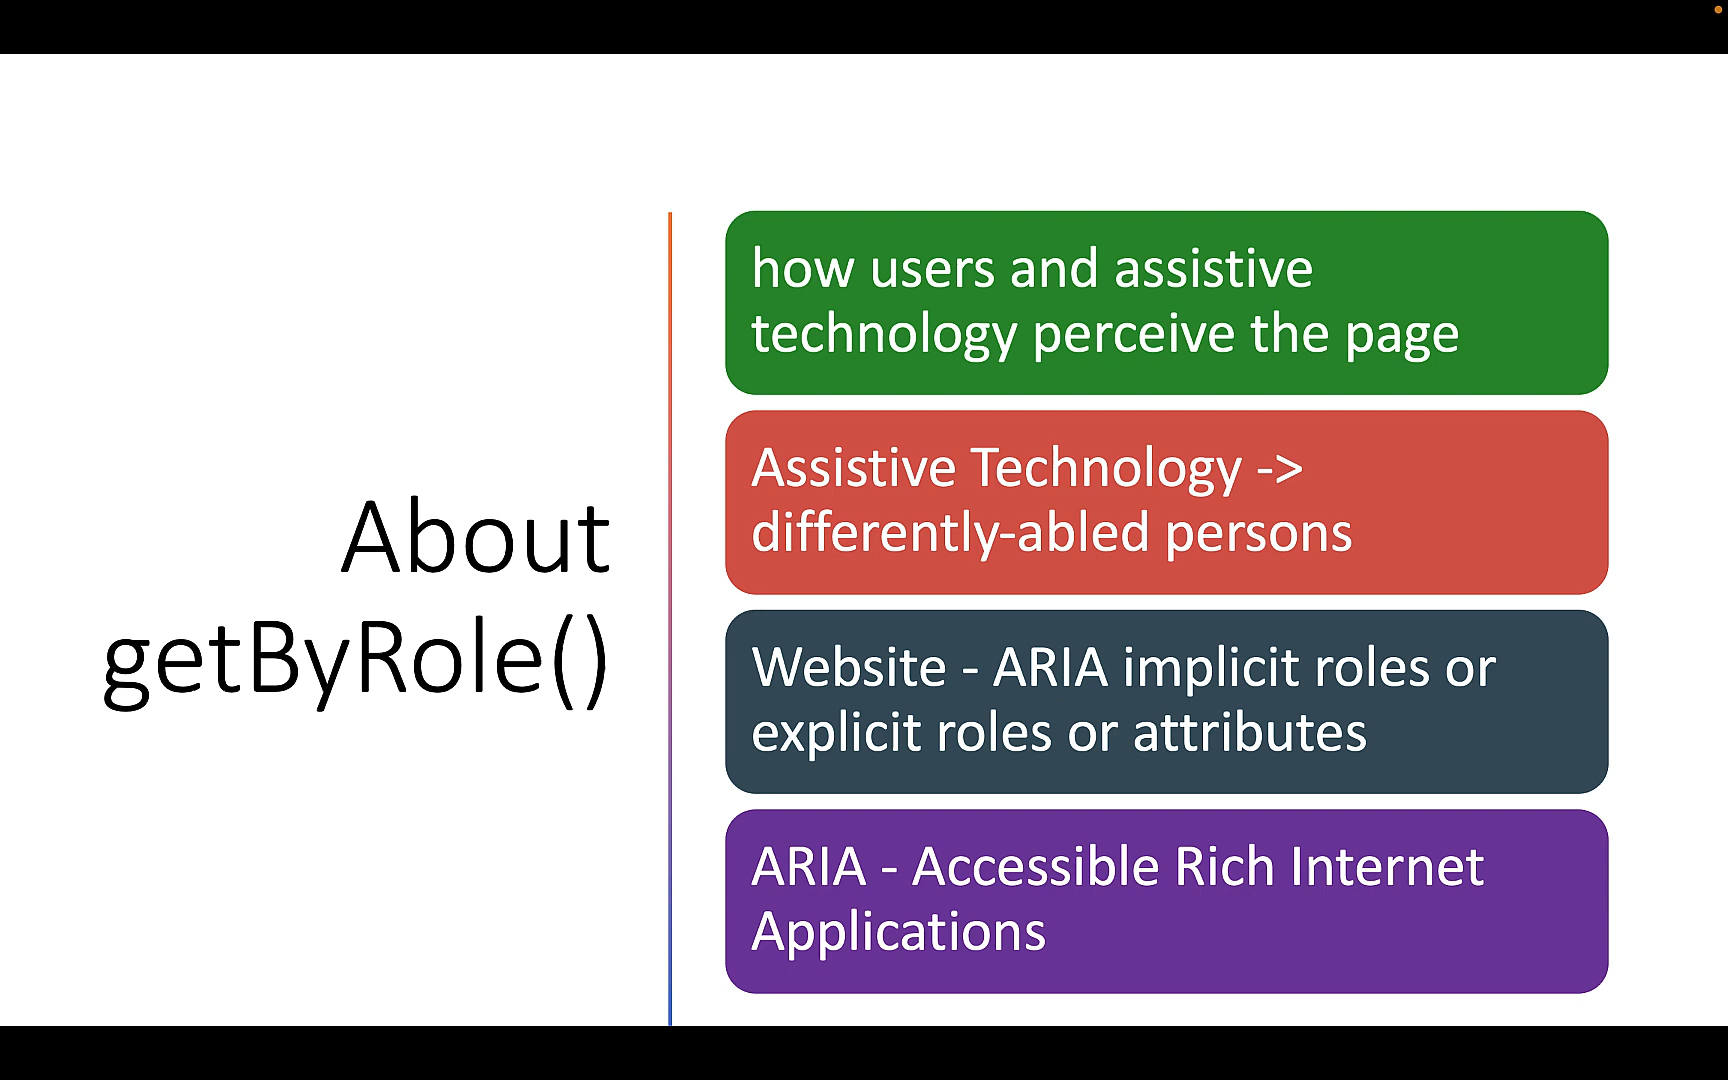 About
getByRole()
how users and assistive
technology perceive the page
Assistive Technology ->
differently-abled persons
Website - ARIA implicit roles or
explicit roles or attributes
ARIA - Accessible Rich Internet
Applications